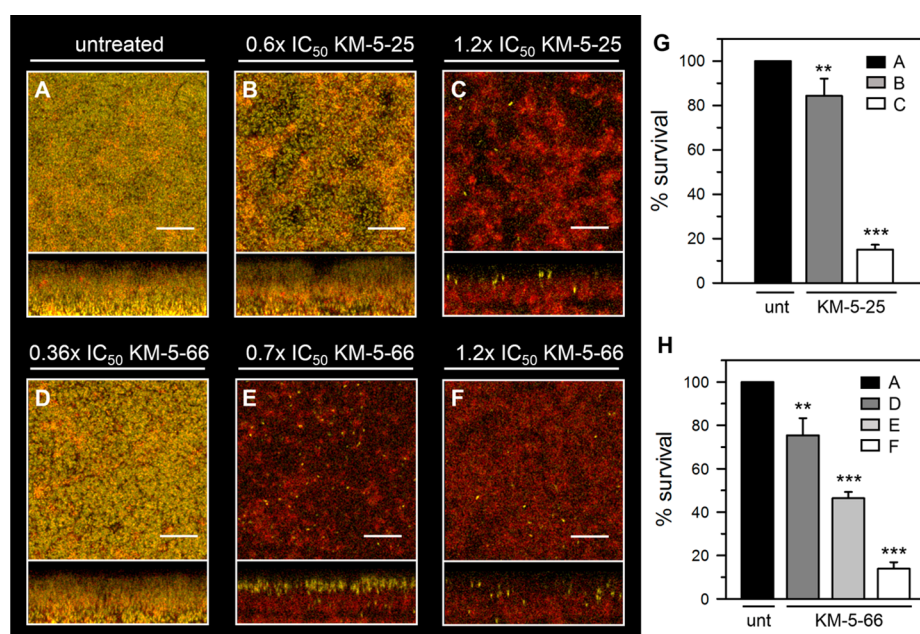 untreated
0.6x IC50 KM-5-25
1.2x IC50 KM-5-25
A
B
C
0.36x IC50 KM-5-66
0.7x IC50 KM-5-66
1.2x IC50 KM-5-66
D
E
F
G
% survival
100
80
60
40
20
0
**
***
A
B
C
unt
KM-5-25
H
% survival
100
80
60
40
20
0
**
***
***
A
D
E
F
unt
KM-5-66